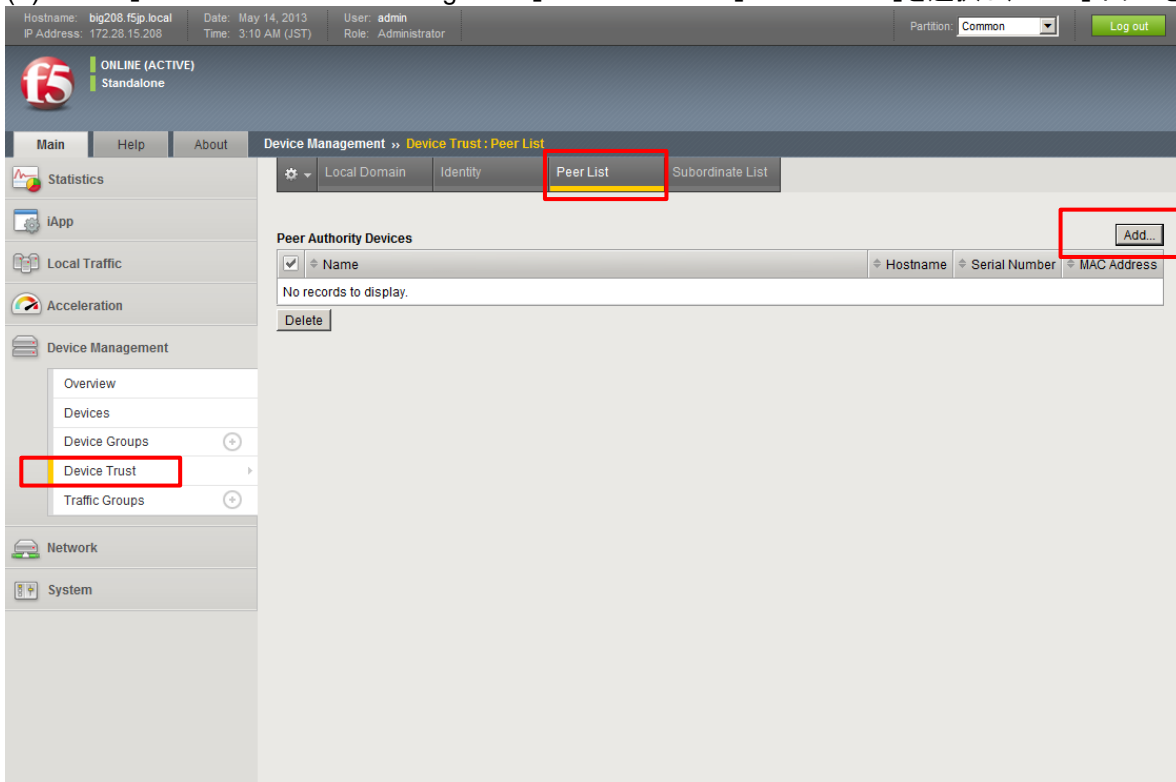 を選択
Hostname: big208.f5jp.local Date: May 14, 2013 User: admin
IP Address: 172.28.15.208 Time: 3:10 AM (JST) Role: Administrator
Partition: Common
Log out
f5
ONLINE (ACTIVE)
Standalone
Main Help About
Device Management ›› Device Trust : Peer List
Local Domain Identity Peer List Subordinate List
Statistics
iApp
Local Traffic
Acceleration
Device Management
Overview
Devices
Device Groups
Device Trust
Traffic Groups
Network
System
Peer Authority Devices
Add...
Name Hostname Serial Number MAC Address
No records to display.
Delete